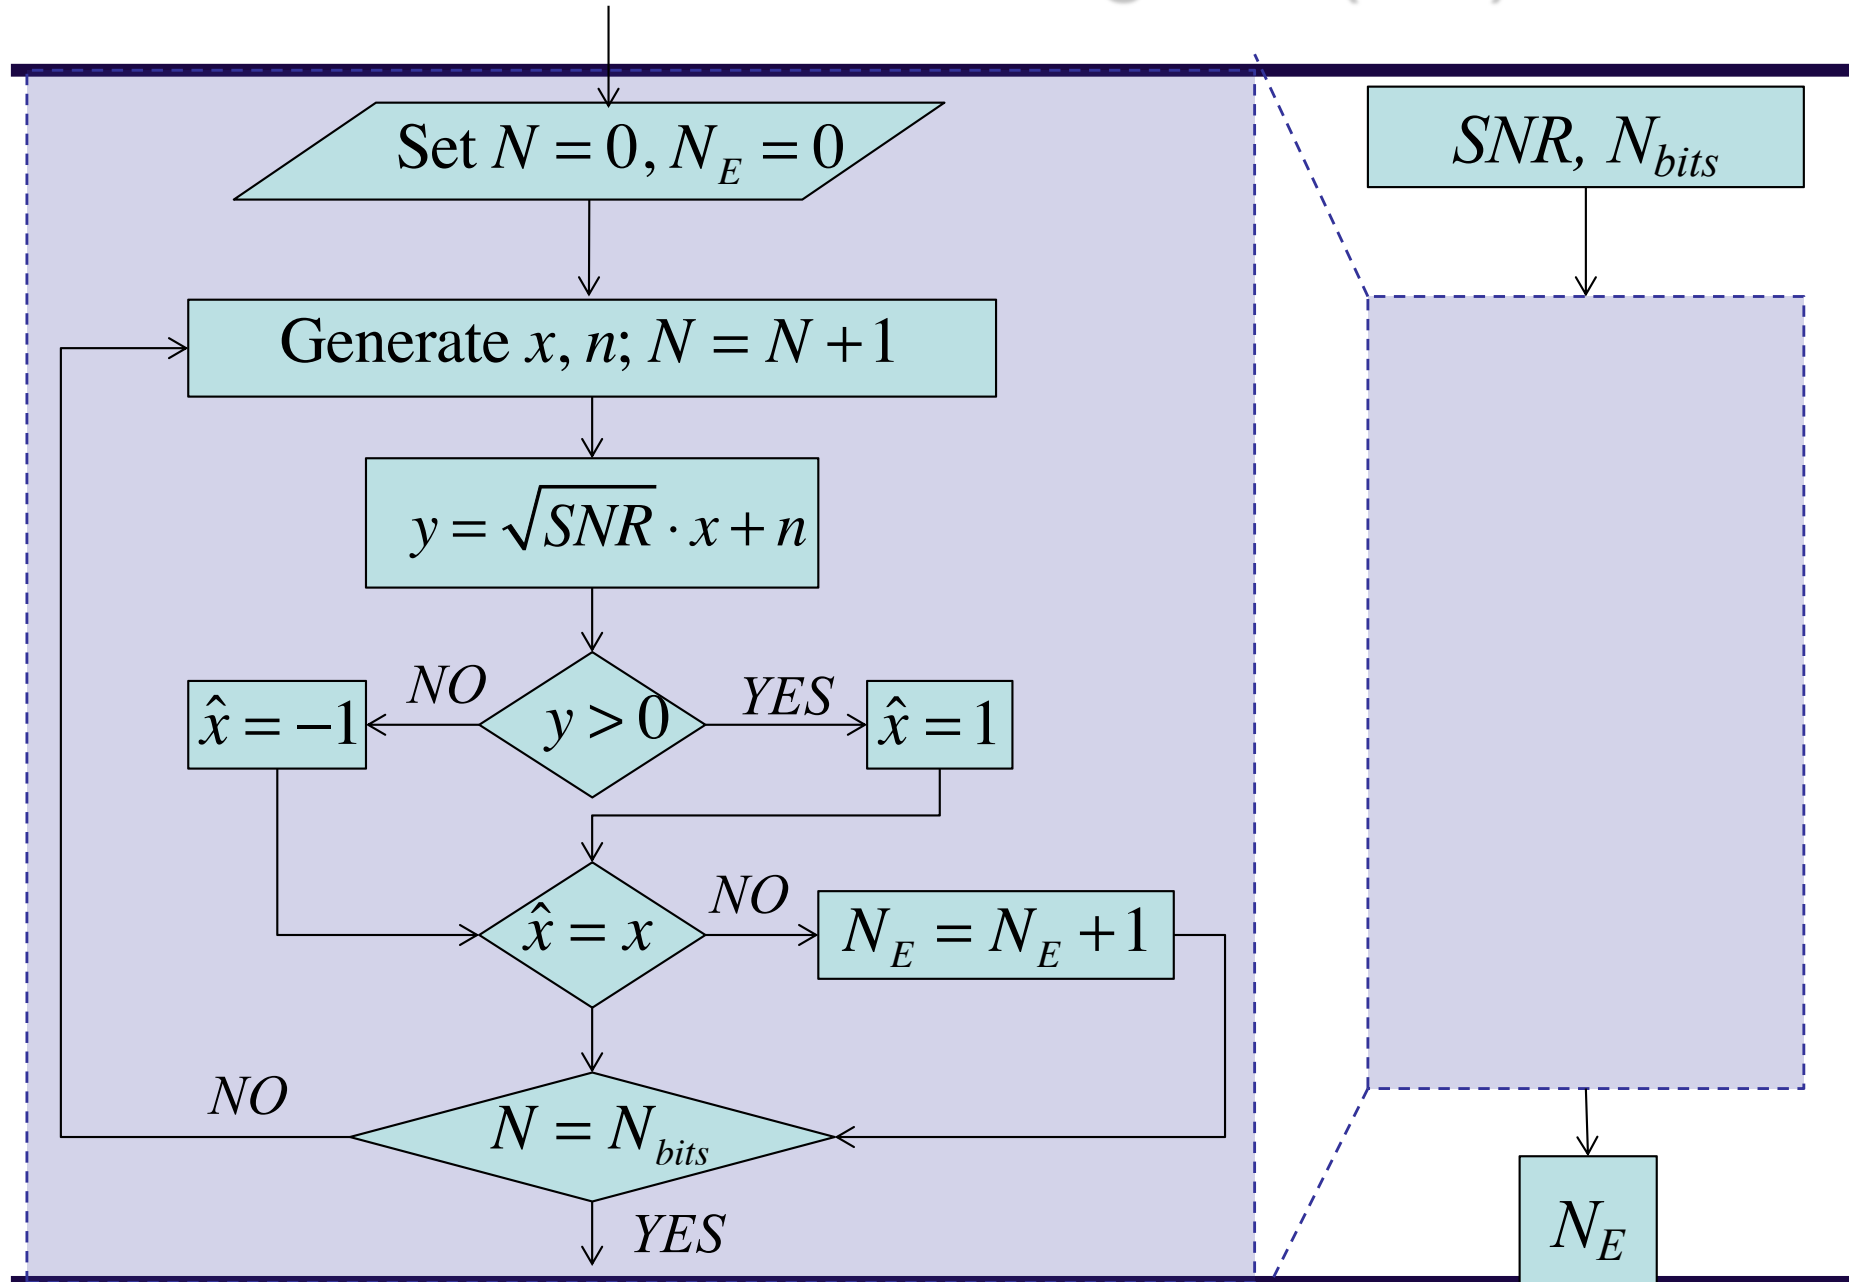 Set N = 0, N_E = 0
Generate x, n; N = N + 1
y = √SNR · x + n
NO
y > 0
YES
x̂ = −1
x̂ = 1
x̂ = x
NO
N_E = N_E + 1
NO
N = N_bits
YES
SNR, N_bits
N_E